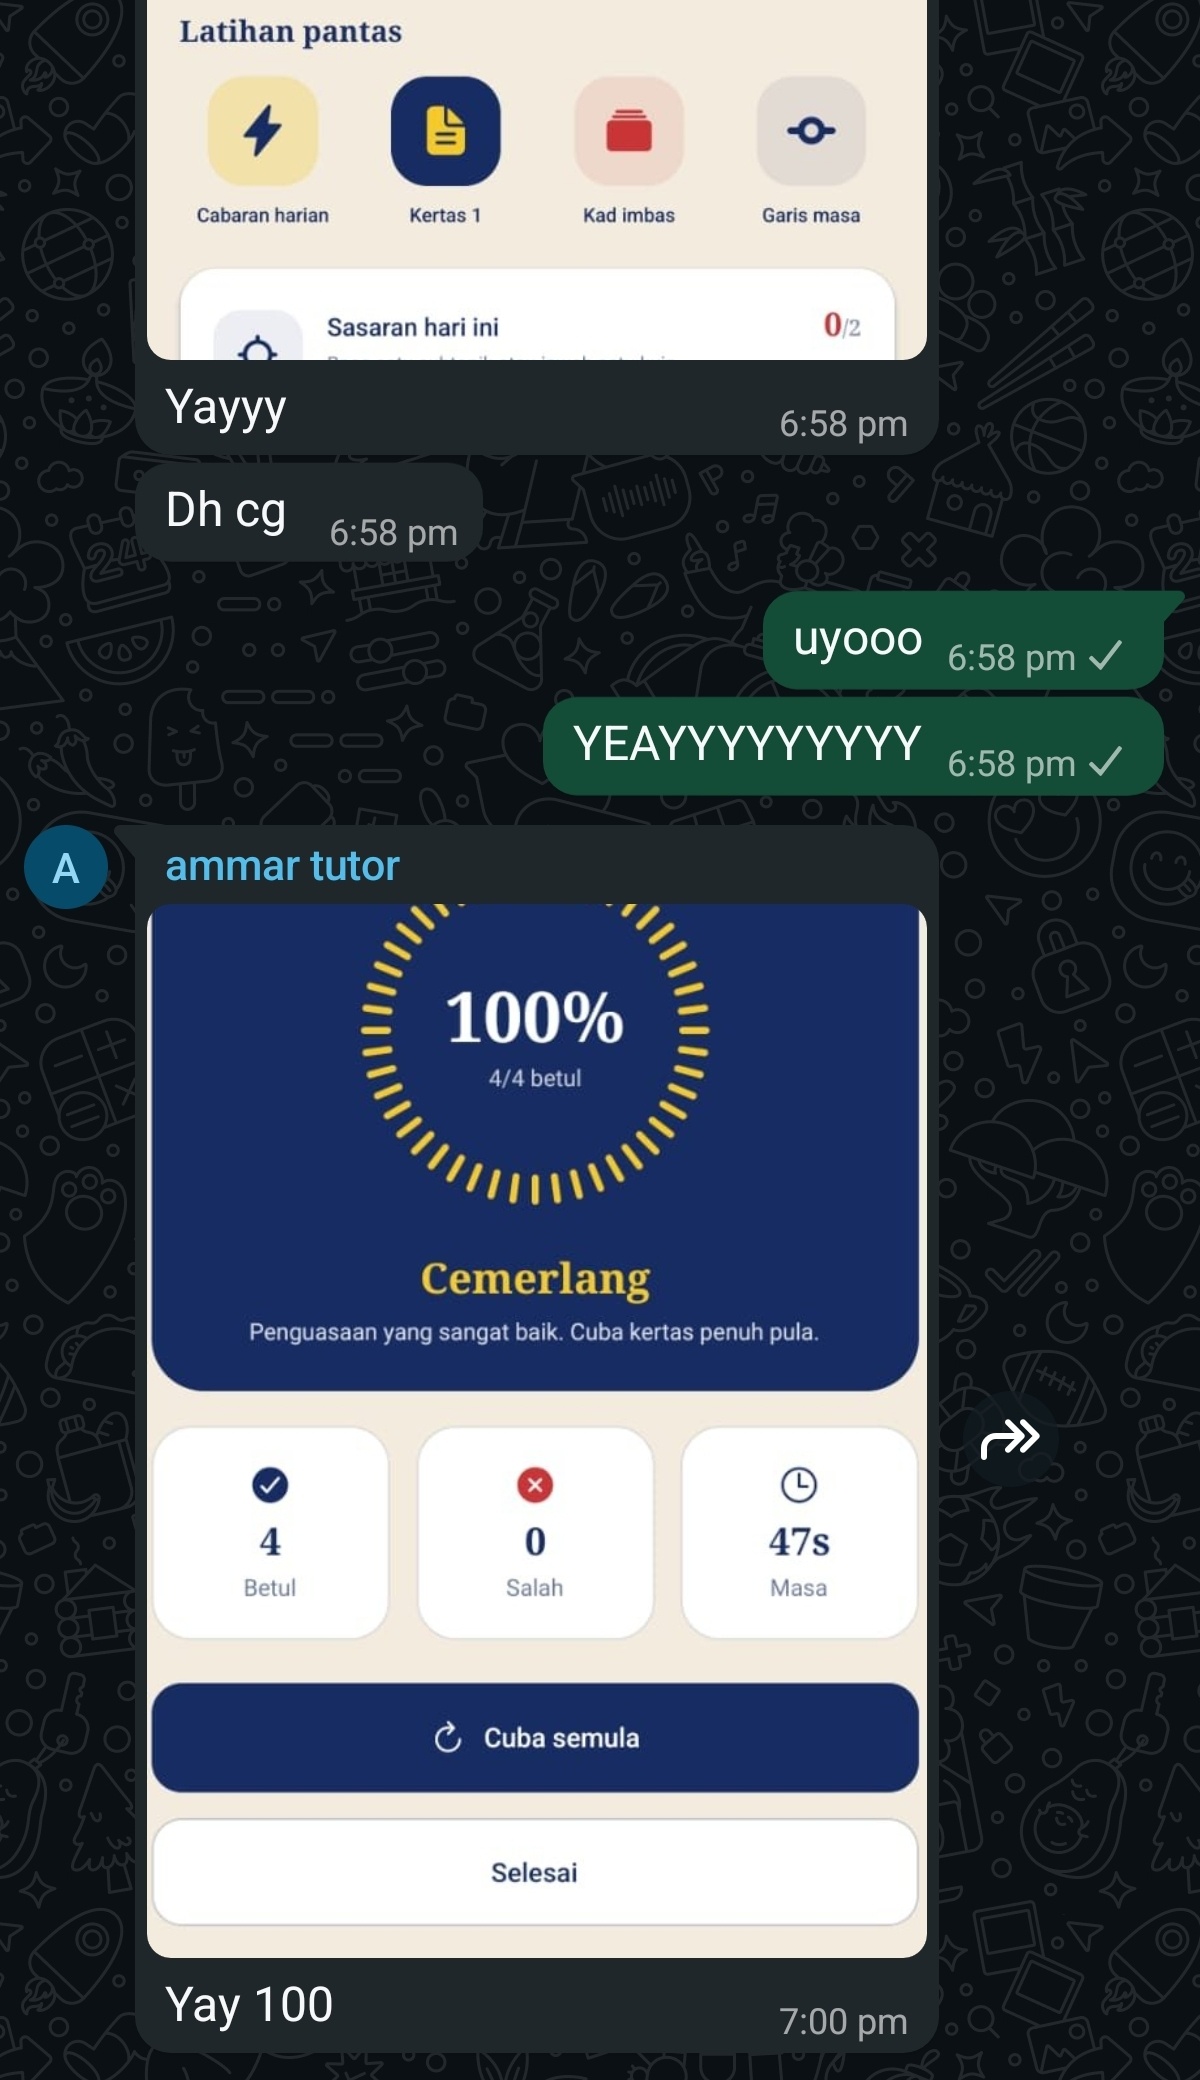 Latihan pantas
Cabaran harian
Kertas 1
Kad imbas
Garis masa
Sasaran hari ini
0/2
Yayyy
6:58 pm
Dh cg
6:58 pm
uyooo
6:58 pm
YEAYYYYYYYYYY
6:58 pm
A
ammar tutor
100%
4/4 betul
Cemerlang
Penguasaan yang sangat baik. Cuba kertas penuh pula.
4
Betul
0
Salah
47s
Masa
Cuba semula
Selesai
Yay 100
7:00 pm